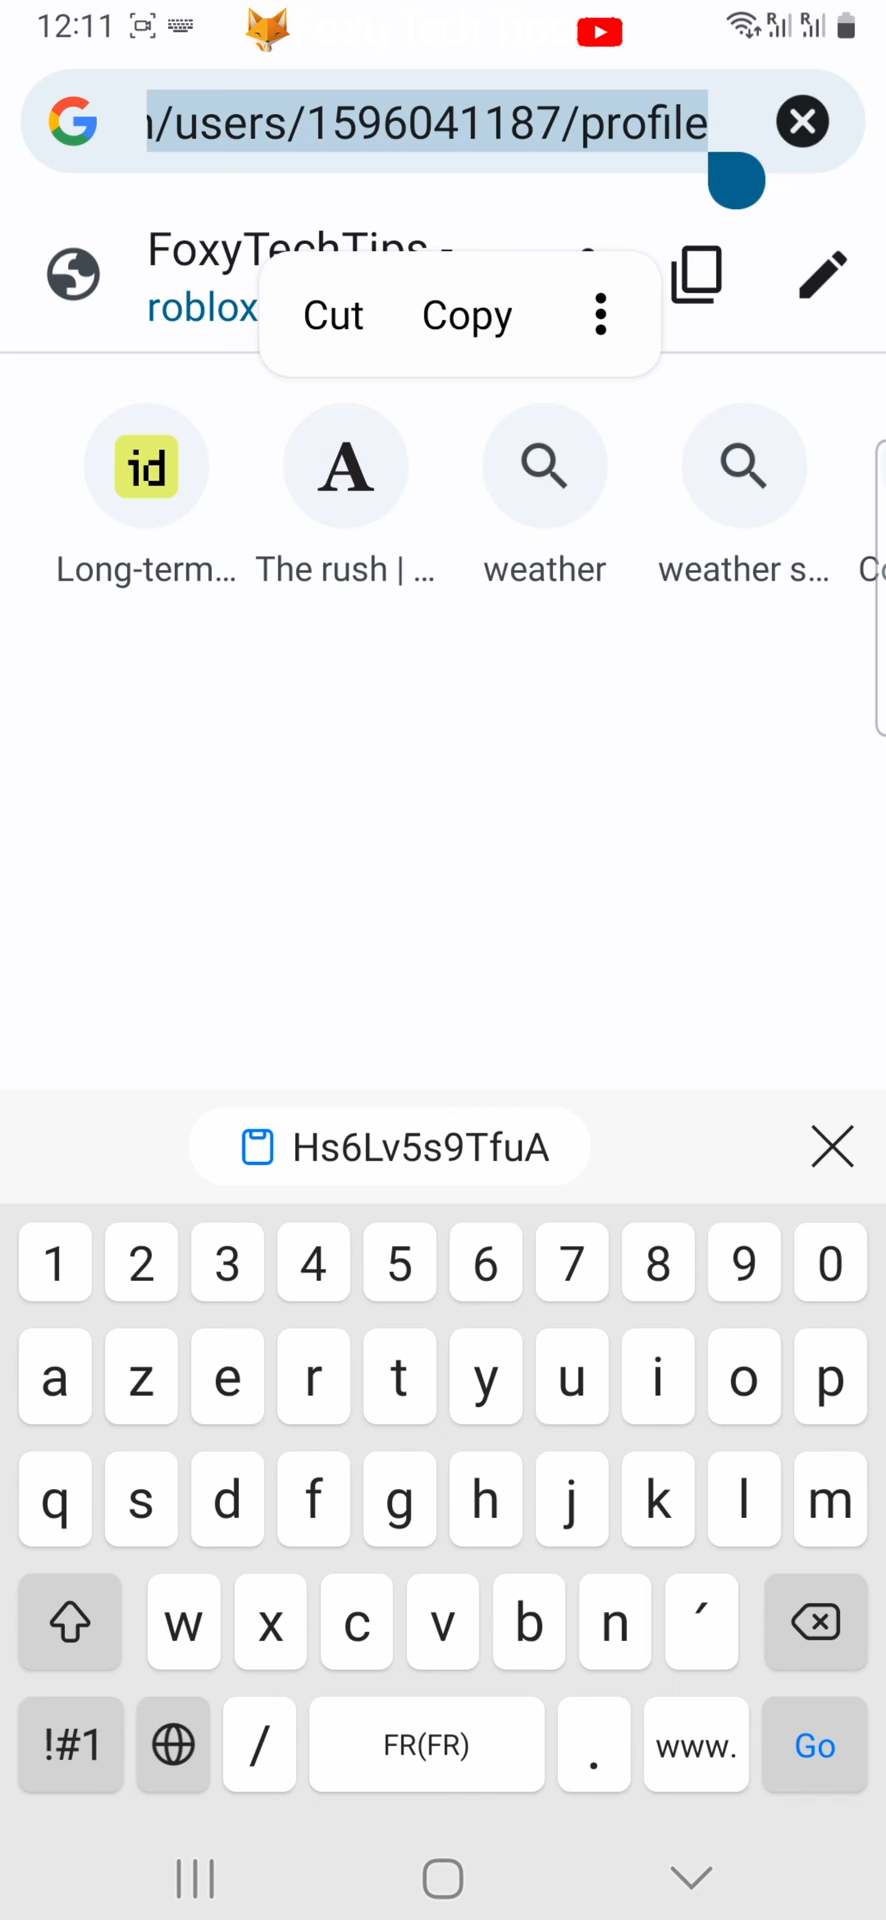 12:11
/users/1596041187/profile
FoxyTechTips -
roblox
Cut Copy
id A
Long-term... The rush | ... weather weather s...
Hs6Lv5s9TfuA
1 2 3 4 5 6 7 8 9 0
a z e r t y u i o p
q s d f g h j k l m
w x c v b n ´
!#1 / FR(FR) . www. Go